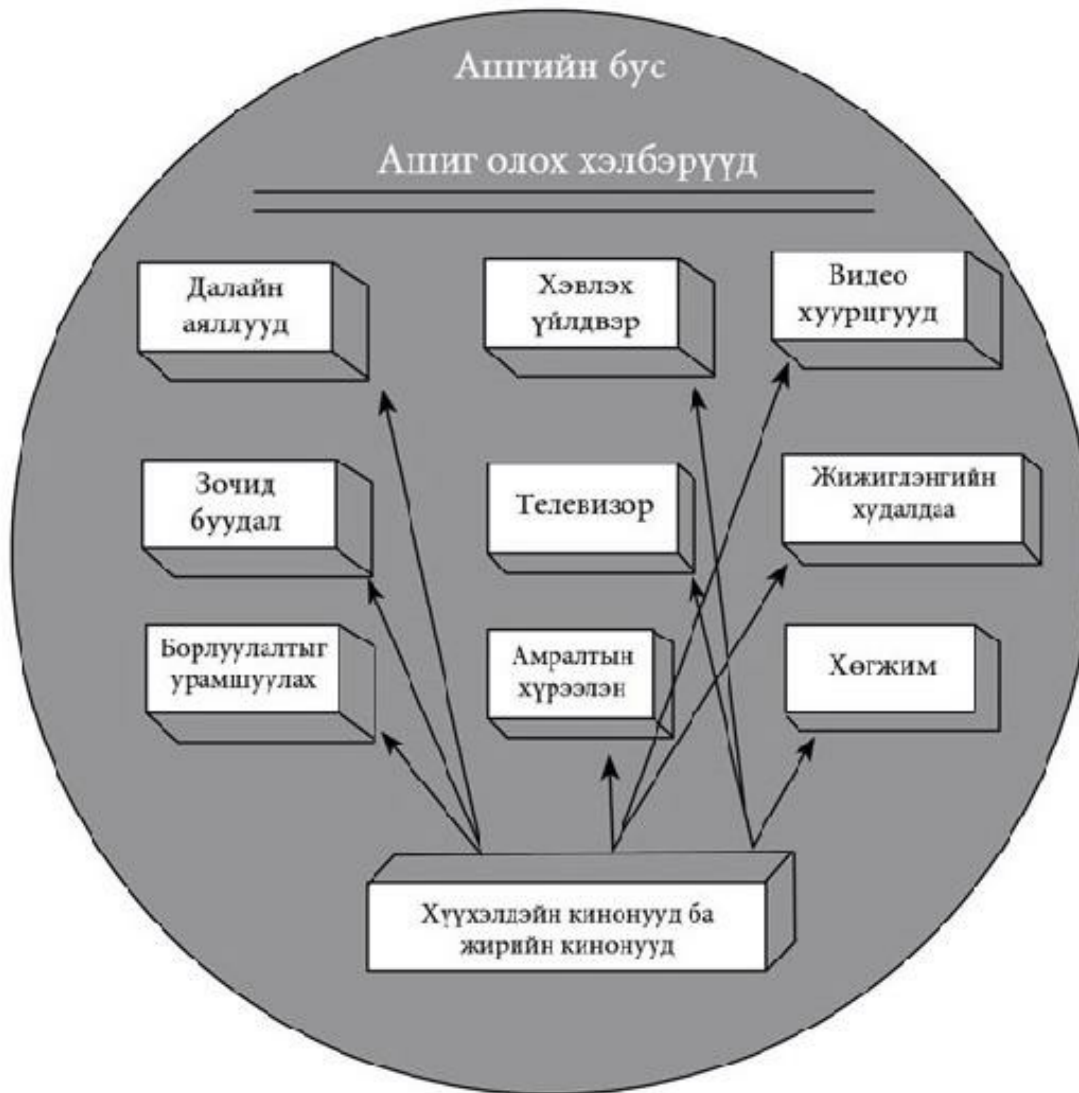 Ашгийн бус
Ашиг олох хэлбэрүүд
Далайн
аяллууд
Хэвлэх
үйлдвэр
Видео
хуурцгууд
Зочид
буудал
Телевизор
Жижиглэнгийн
худалдаа
Борлуулалтыг
урамшуулах
Амралтын
хүрээлэн
Хөгжим
Хүүхэлдэйн кинонууд ба
жирийн кинонууд